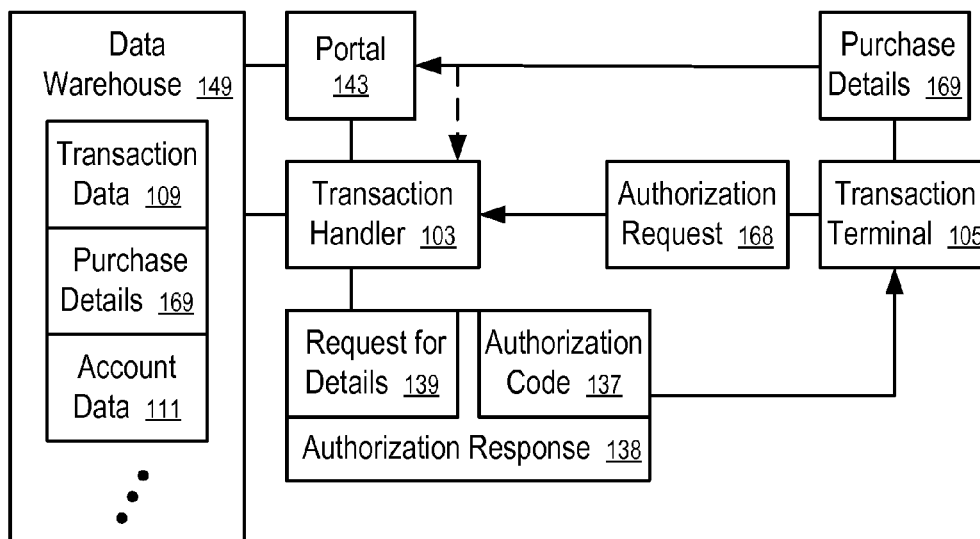 Data
Warehouse 149
Transaction
Data 109
Purchase
Details 169
Account
Data 111
Portal
143
Transaction
Handler 103
Request for
Details 139
Authorization
Code 137
Authorization Response 138
Authorization
Request 168
Purchase
Details 169
Transaction
Terminal 105